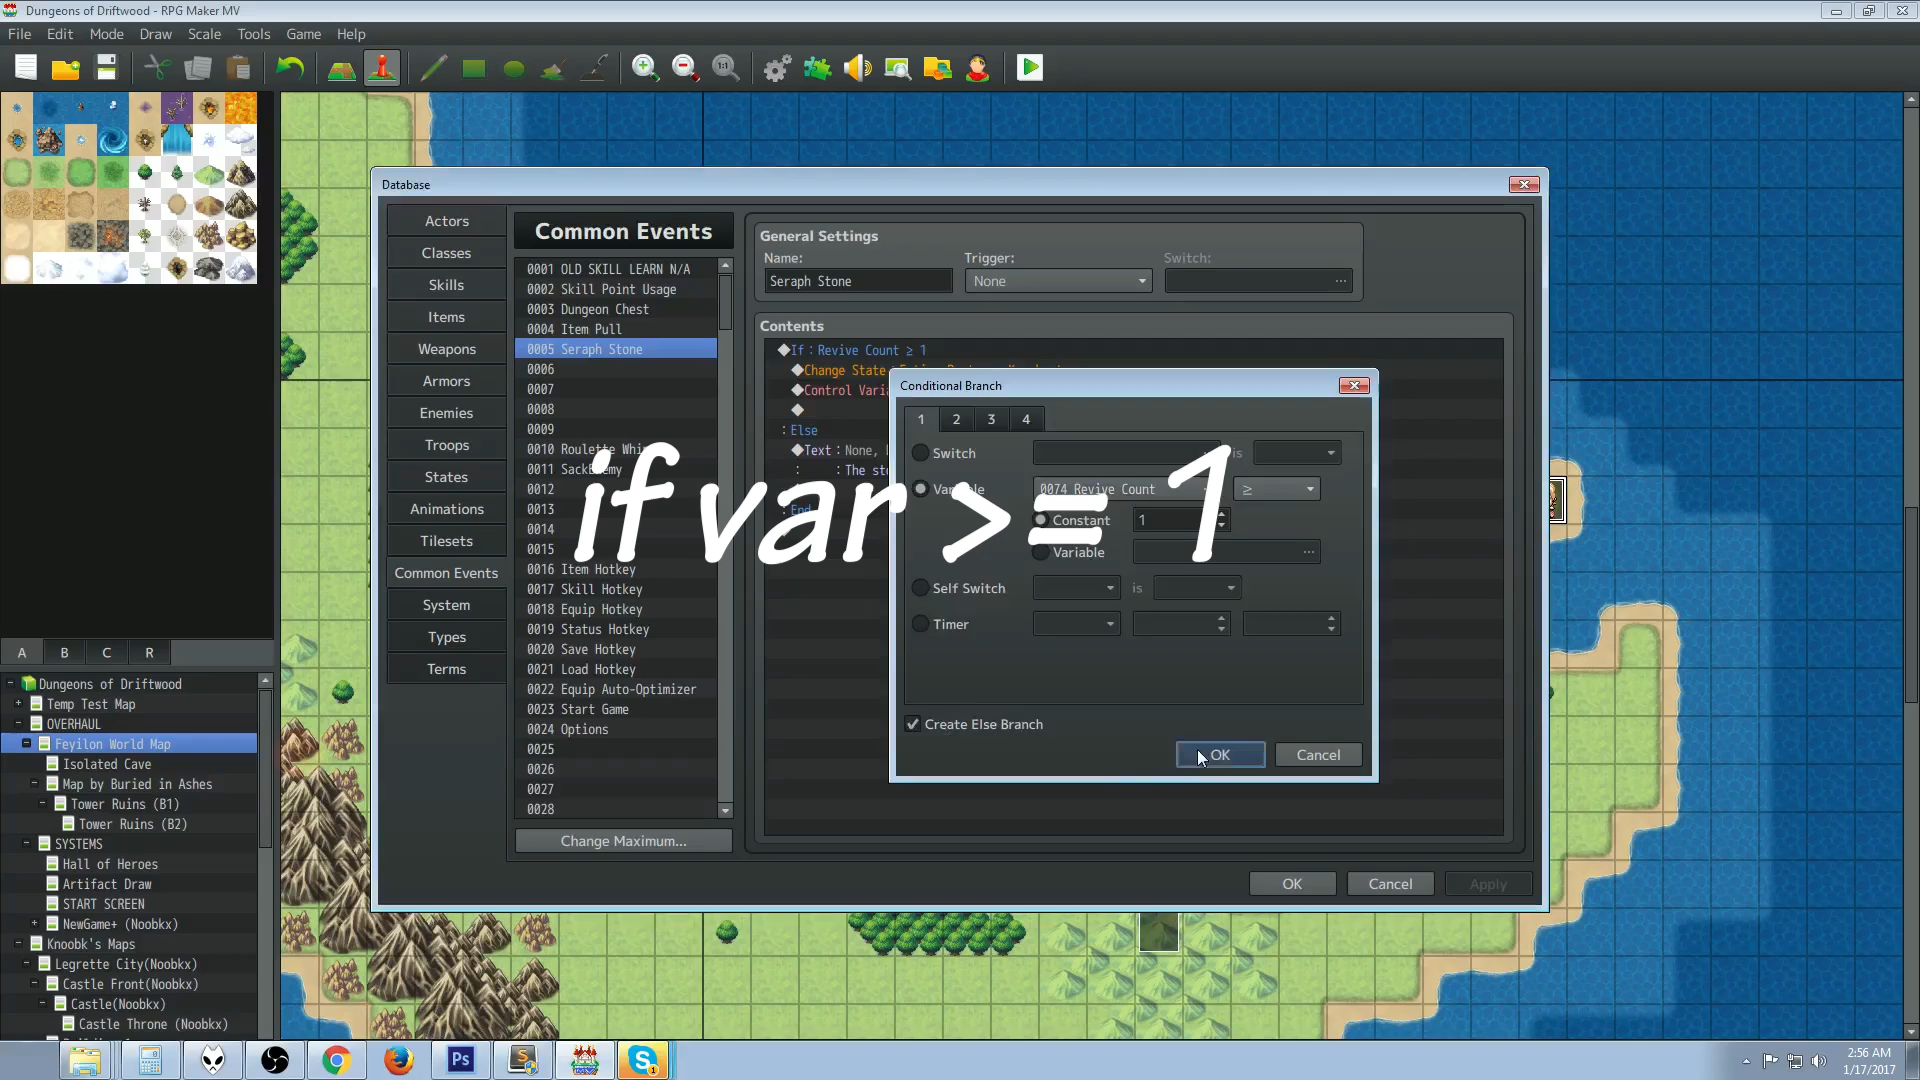 Dungeons of Driftwood - RPG Maker MV
File Edit Mode Draw Scale Tools Game Help
1:1
A B C R
Dungeons of Driftwood
Temp Test Map
OVERHAUL
Feyilon World Map
Isolated Cave
Map by Buried in Ashes
Tower Ruins (B1)
Tower Ruins (B2)
SYSTEMS
Hall of Heroes
Artifact Draw
START SCREEN
NewGame+ (Noobkx)
Knoobk's Maps
Legrette City(Noobkx)
Castle Front(Noobkx)
Castle(Noobkx)
Castle Throne (Noobkx)
Database
Actors
Classes
Skills
Items
Weapons
Armors
Enemies
Troops
States
Animations
Tilesets
Common Events
System
Types
Terms
Common Events
0001 OLD SKILL LEARN N/A
0002 Skill Point Usage
0003 Dungeon Chest
0004 Item Pull
0005 Seraph Stone
0006
0007
0008
0009
0010 Roulette
0011 SackEnemy
0012
0013
0014
0015
0016 Item Hotkey
0017 Skill Hotkey
0018 Equip Hotkey
0019 Status Hotkey
0020 Save Hotkey
0021 Load Hotkey
0022 Equip Auto-Optimizer
0023 Start Game
0024 Options
0025
0026
0027
0028
Change Maximum...
General Settings
Name: Trigger: Switch:
Seraph Stone None ...
Contents
◆If : Revive Count ≥ 1
◆Change State
◆Control Vari
◆
: Else
◆Text : None,
: : The st
: End
Conditional Branch
1 2 3 4
Switch is
Variable 0074 Revive Count ≥
Constant 1
Variable ...
Self Switch is
Timer
Create Else Branch
OK Cancel
if var >= 1
OK Cancel Apply
Ps
2:56 AM
1/17/2017